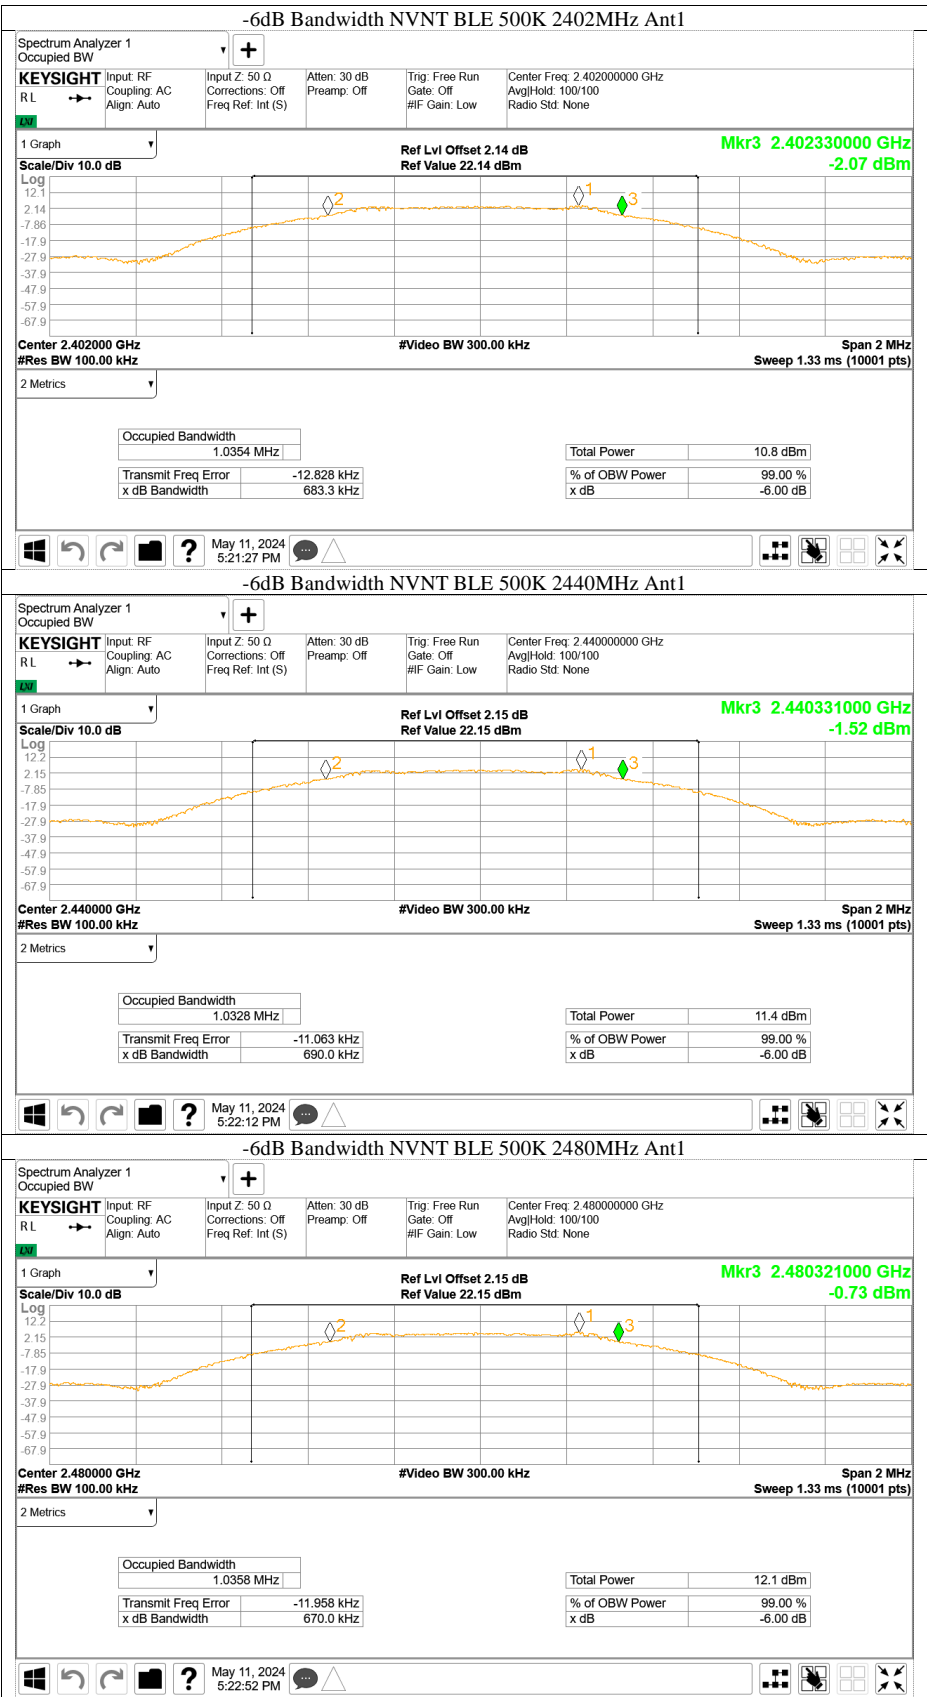 -6dB Bandwidth NVNT BLE 500K 2402MHz Ant1
Spectrum Analyzer 1
Occupied BW
KEYSIGHT Input: RF Input Z: 50 Ω Atten: 30 dB Trig: Free Run Center Freq: 2.402000000 GHz
RL Coupling: AC Corrections: Off Preamp: Off Gate: Off Avg|Hold: 100/100
Align: Auto Freq Ref: Int (S) #IF Gain: Low Radio Std: None
LXI
1 Graph Ref Lvl Offset 2.14 dB Mkr3 2.402330000 GHz
Scale/Div 10.0 dB Ref Value 22.14 dBm -2.07 dBm
Log
12.1
2.14
-7.86
-17.9
-27.9
-37.9
-47.9
-57.9
-67.9
2 1 3
Center 2.402000 GHz #Video BW 300.00 kHz Span 2 MHz
#Res BW 100.00 kHz Sweep 1.33 ms (10001 pts)
2 Metrics
Occupied Bandwidth
1.0354 MHz Total Power 10.8 dBm
Transmit Freq Error -12.828 kHz % of OBW Power 99.00 %
x dB Bandwidth 683.3 kHz x dB -6.00 dB
? May 11, 2024
5:21:27 PM
-6dB Bandwidth NVNT BLE 500K 2440MHz Ant1
Spectrum Analyzer 1
Occupied BW
KEYSIGHT Input: RF Input Z: 50 Ω Atten: 30 dB Trig: Free Run Center Freq: 2.440000000 GHz
RL Coupling: AC Corrections: Off Preamp: Off Gate: Off Avg|Hold: 100/100
Align: Auto Freq Ref: Int (S) #IF Gain: Low Radio Std: None
LXI
1 Graph Ref Lvl Offset 2.15 dB Mkr3 2.440331000 GHz
Scale/Div 10.0 dB Ref Value 22.15 dBm -1.52 dBm
Log
12.2
2.15
-7.85
-17.9
-27.9
-37.9
-47.9
-57.9
-67.9
2 1 3
Center 2.440000 GHz #Video BW 300.00 kHz Span 2 MHz
#Res BW 100.00 kHz Sweep 1.33 ms (10001 pts)
2 Metrics
Occupied Bandwidth
1.0328 MHz Total Power 11.4 dBm
Transmit Freq Error -11.063 kHz % of OBW Power 99.00 %
x dB Bandwidth 690.0 kHz x dB -6.00 dB
? May 11, 2024
5:22:12 PM
-6dB Bandwidth NVNT BLE 500K 2480MHz Ant1
Spectrum Analyzer 1
Occupied BW
KEYSIGHT Input: RF Input Z: 50 Ω Atten: 30 dB Trig: Free Run Center Freq: 2.480000000 GHz
RL Coupling: AC Corrections: Off Preamp: Off Gate: Off Avg|Hold: 100/100
Align: Auto Freq Ref: Int (S) #IF Gain: Low Radio Std: None
LXI
1 Graph Ref Lvl Offset 2.15 dB Mkr3 2.480321000 GHz
Scale/Div 10.0 dB Ref Value 22.15 dBm -0.73 dBm
Log
12.2
2.15
-7.85
-17.9
-27.9
-37.9
-47.9
-57.9
-67.9
2 1 3
Center 2.480000 GHz #Video BW 300.00 kHz Span 2 MHz
#Res BW 100.00 kHz Sweep 1.33 ms (10001 pts)
2 Metrics
Occupied Bandwidth
1.0358 MHz Total Power 12.1 dBm
Transmit Freq Error -11.958 kHz % of OBW Power 99.00 %
x dB Bandwidth 670.0 kHz x dB -6.00 dB
? May 11, 2024
5:22:52 PM